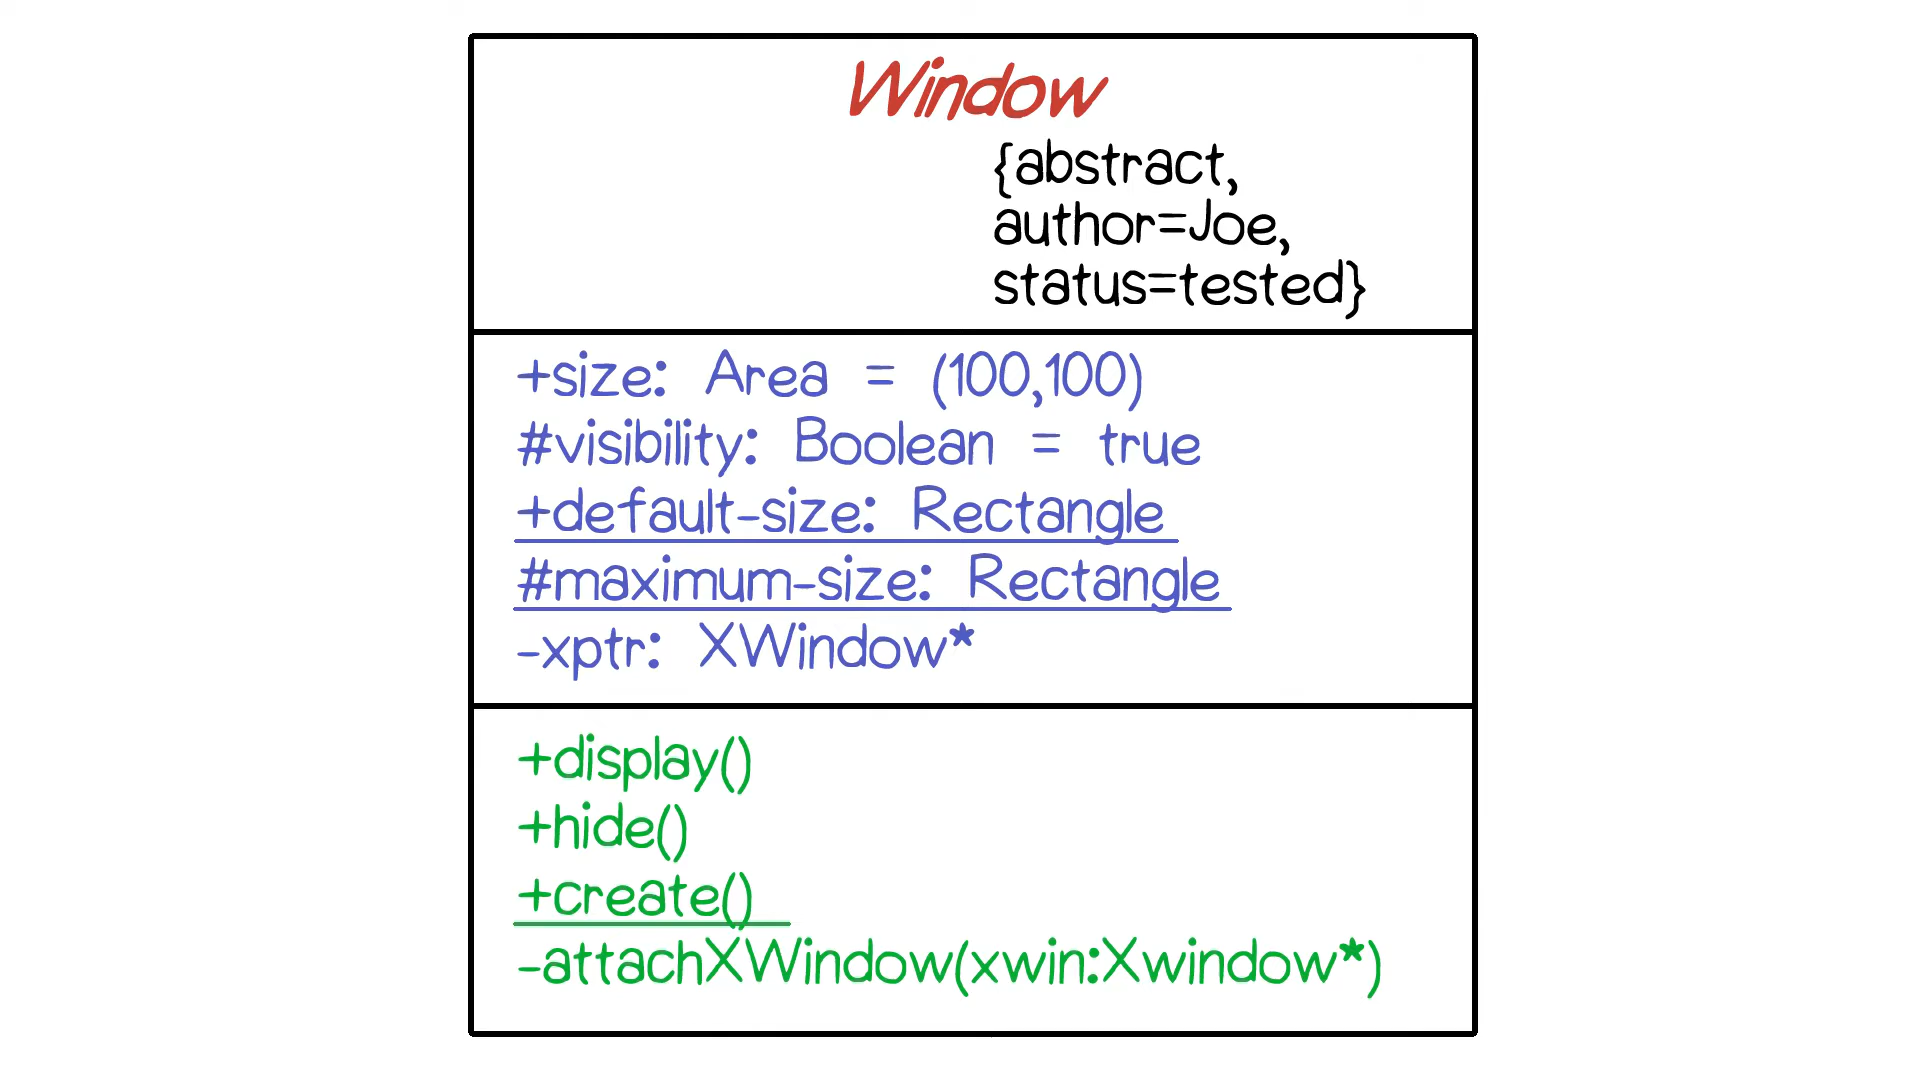 Window
{abstract,
author=Joe,
status=tested}
+size: Area = (100,100)
#visibility: Boolean = true
+default-size: Rectangle
#maximum-size: Rectangle
-xptr: XWindow*
+display()
+hide()
+create()
-attachXWindow(xwin:Xwindow*)